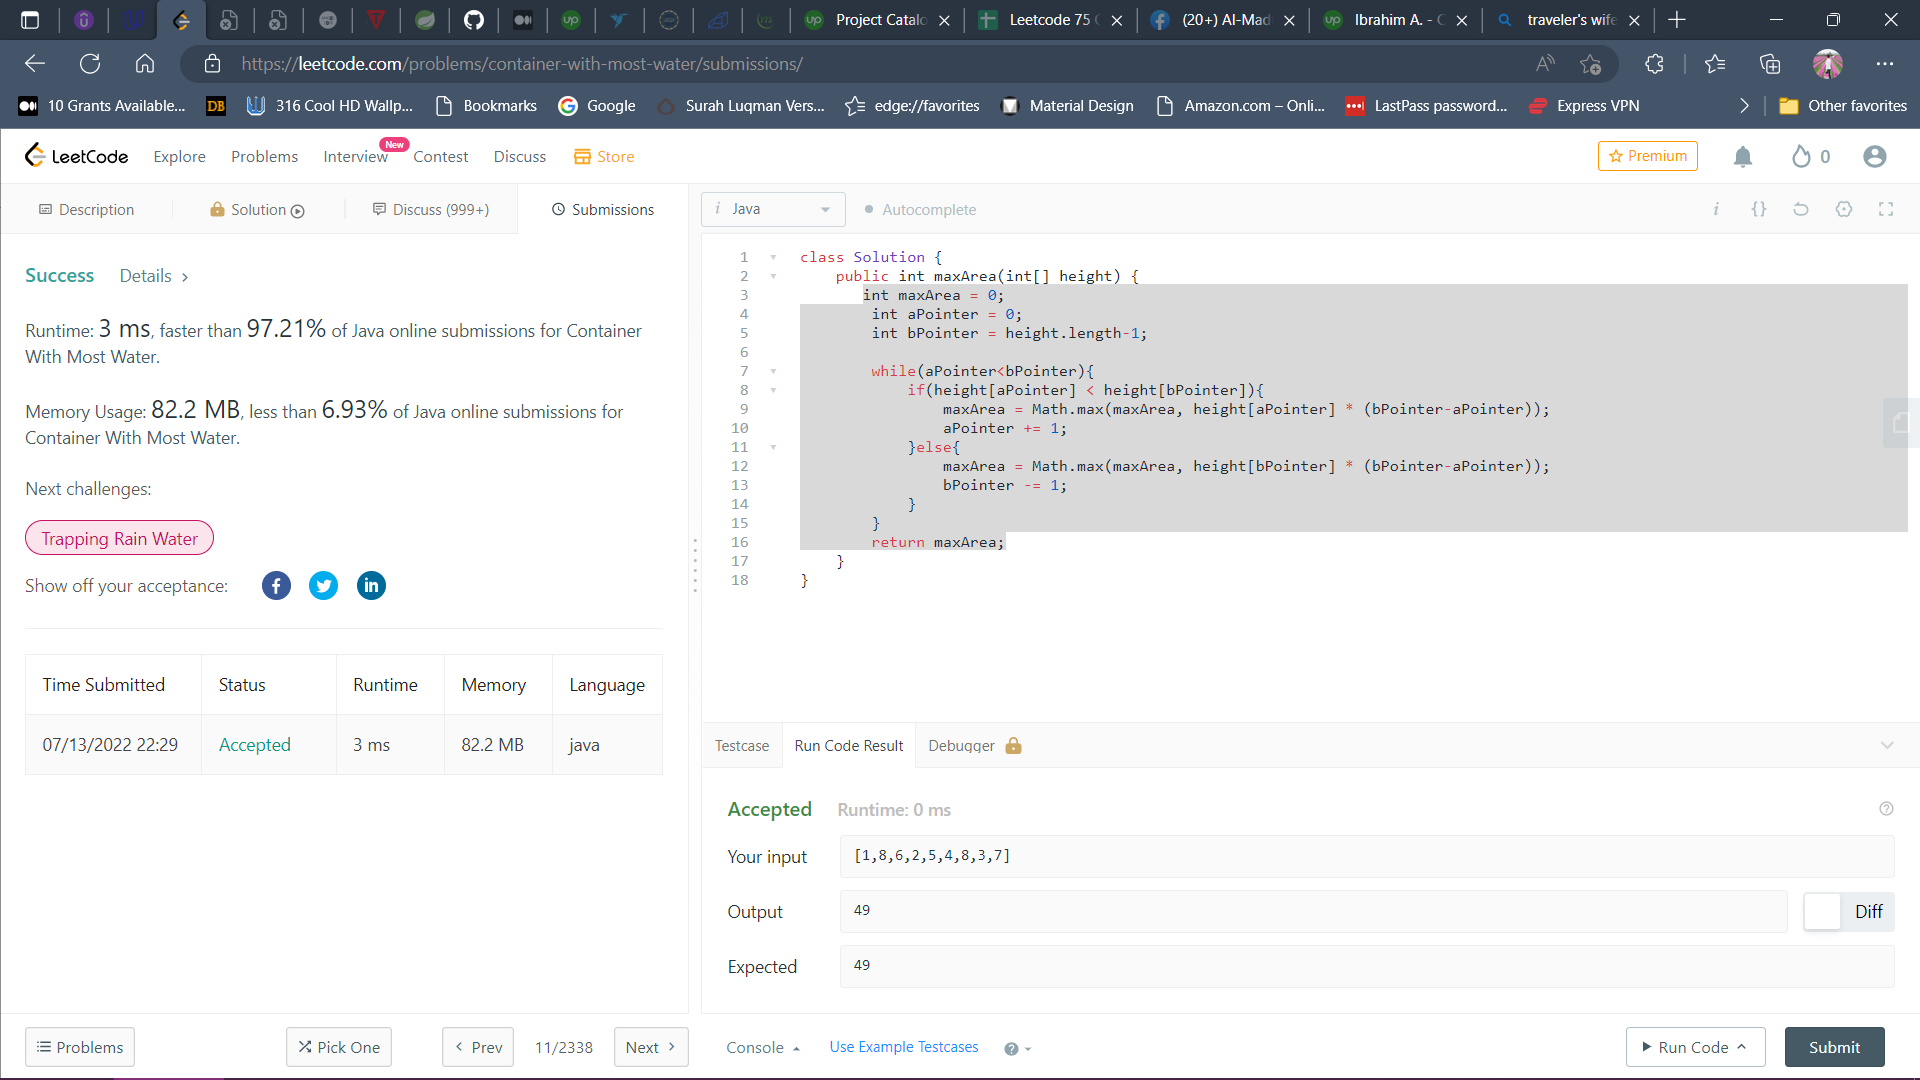 Project Catalo
Leetcode 75
(20+) Al-Mad
Ibrahim A. - C
traveler's wife
https://leetcode.com/problems/container-with-most-water/submissions/
10 Grants Available...
DB
316 Cool HD Wallp...
Bookmarks
Google
Surah Luqman Vers...
edge://favorites
Material Design
Amazon.com – Onli...
LastPass password...
Express VPN
Other favorites
LeetCode
Explore
Problems
Interview
New
Contest
Discuss
Store
Premium
0
Description
Solution
Discuss (999+)
Submissions
i Java
Autocomplete
Success Details >
Runtime: 3 ms, faster than 97.21% of Java online submissions for Container
With Most Water.
Memory Usage: 82.2 MB, less than 6.93% of Java online submissions for
Container With Most Water.
Next challenges:
Trapping Rain Water
Show off your acceptance:
Time Submitted Status Runtime Memory Language
07/13/2022 22:29 Accepted 3 ms 82.2 MB java
1 class Solution {
2 public int maxArea(int[] height) {
3 int maxArea = 0;
4 int aPointer = 0;
5 int bPointer = height.length-1;
6
7 while(aPointer<bPointer){
8 if(height[aPointer] < height[bPointer]){
9 maxArea = Math.max(maxArea, height[aPointer] * (bPointer-aPointer));
10 aPointer += 1;
11 }else{
12 maxArea = Math.max(maxArea, height[bPointer] * (bPointer-aPointer));
13 bPointer -= 1;
14 }
15 }
16 return maxArea;
17 }
18 }
Testcase
Run Code Result
Debugger
Accepted Runtime: 0 ms
Your input [1,8,6,2,5,4,8,3,7]
Output 49
Diff
Expected 49
Problems
Pick One
Prev
11/2338
Next
Console
Use Example Testcases
Run Code
Submit